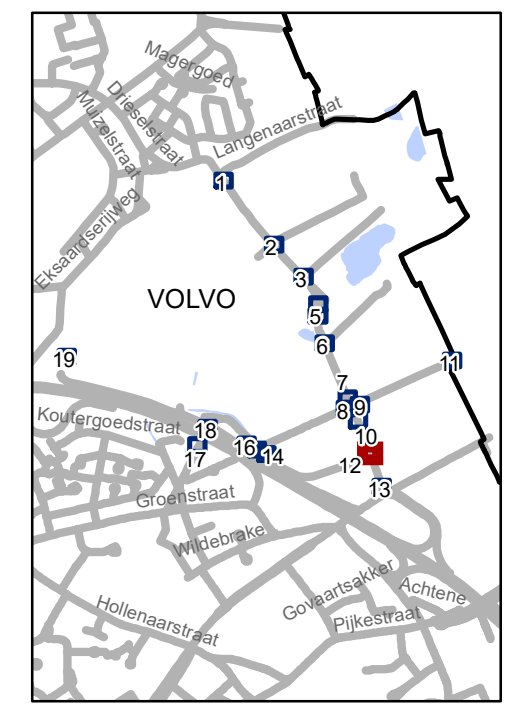 Magergoed
Drieselstraat
Muizelstraat
Langenaarstraat
1
Eksaardserijweg
2
3
VOLVO
5
6
19
11
7
8
9
Koutergoedstraat
18
10
17
16
14
12
13
Groenstraat
Wildebrake
Govaartsakker
Achtene
Hollenaarstraat
Pijkestraat